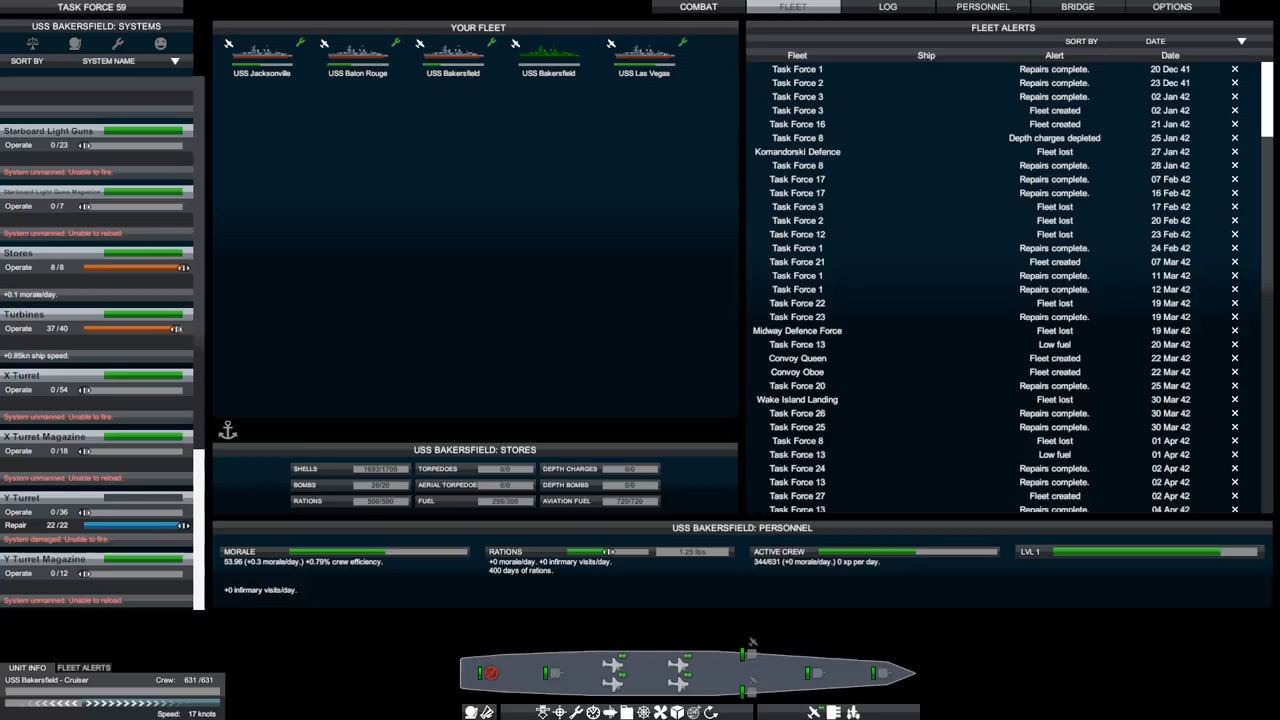 TASK FORCE 59
COMBAT
FLEET
LOG
PERSONNEL
BRIDGE
OPTIONS
USS BAKERSFIELD: SYSTEMS
SORT BY SYSTEM NAME
Starboard Light Guns
Operate 0/23
System unmanned. Unable to fire.
Starboard Light Guns Magazine
Operate 0/7
System unmanned. Unable to reload.
Stores
Operate 8/8
+0.1 morale/day.
Turbines
Operate 37/40
+0.85kn ship speed.
X Turret
Operate 0/54
System unmanned. Unable to fire.
X Turret Magazine
Operate 0/18
System unmanned. Unable to reload.
Y Turret
Operate 0/36
Repair 22/22
System damaged. Unable to fire.
Y Turret Magazine
Operate 0/12
System unmanned. Unable to reload.
YOUR FLEET
USS Jacksonville
USS Baton Rouge
USS Bakersfield
USS Bakersfield
USS Las Vegas
FLEET ALERTS
SORT BY DATE
Fleet Ship Alert Date
Task Force 1 Repairs complete. 20 Dec 41
Task Force 2 Repairs complete. 23 Dec 41
Task Force 3 Repairs complete. 02 Jan 42
Task Force 3 Fleet created 02 Jan 42
Task Force 16 Fleet created 21 Jan 42
Task Force 8 Depth charges depleted 25 Jan 42
Komandorski Defence Fleet lost 27 Jan 42
Task Force 8 Repairs complete. 28 Jan 42
Task Force 17 Repairs complete. 07 Feb 42
Task Force 17 Repairs complete. 16 Feb 42
Task Force 3 Fleet lost 17 Feb 42
Task Force 2 Fleet lost 20 Feb 42
Task Force 12 Fleet lost 23 Feb 42
Task Force 1 Repairs complete. 24 Feb 42
Task Force 21 Fleet created 07 Mar 42
Task Force 1 Repairs complete. 11 Mar 42
Task Force 1 Repairs complete. 12 Mar 42
Task Force 22 Fleet lost 19 Mar 42
Task Force 23 Repairs complete. 19 Mar 42
Midway Defence Force Fleet lost 19 Mar 42
Task Force 13 Low fuel 20 Mar 42
Convoy Queen Fleet created 22 Mar 42
Convoy Oboe Fleet created 22 Mar 42
Task Force 20 Repairs complete. 25 Mar 42
Wake Island Landing Fleet lost 30 Mar 42
Task Force 26 Repairs complete. 30 Mar 42
Task Force 25 Repairs complete. 30 Mar 42
Task Force 8 Fleet lost 01 Apr 42
Task Force 13 Low fuel 01 Apr 42
Task Force 24 Repairs complete. 02 Apr 42
Task Force 27 Fleet created 02 Apr 42
Task Force 13 Repairs complete. 04 Apr 42
USS BAKERSFIELD: STORES
SHELLS 1693/1700 TORPEDOES 0/0 DEPTH CHARGES 0/0
BOMBS 20/20 AERIAL TORPEDOE 0/0 DEPTH BOMBS 0/0
RATIONS 500/500 FUEL 298/300 AVIATION FUEL 720/720
USS BAKERSFIELD: PERSONNEL
MORALE
53.96 (+0.3 morale/day.) +0.79% crew efficiency.
+0 infirmary visits/day.
RATIONS 1.25 lbs
+0 morale/day. +0 infirmary visits/day.
400 days of rations.
ACTIVE CREW
344/631 (+0 morale/day.) 0 xp per day.
LVL 1
UNIT INFO FLEET ALERTS
USS Bakersfield - Cruiser Crew: 631/631
Speed: 17 knots